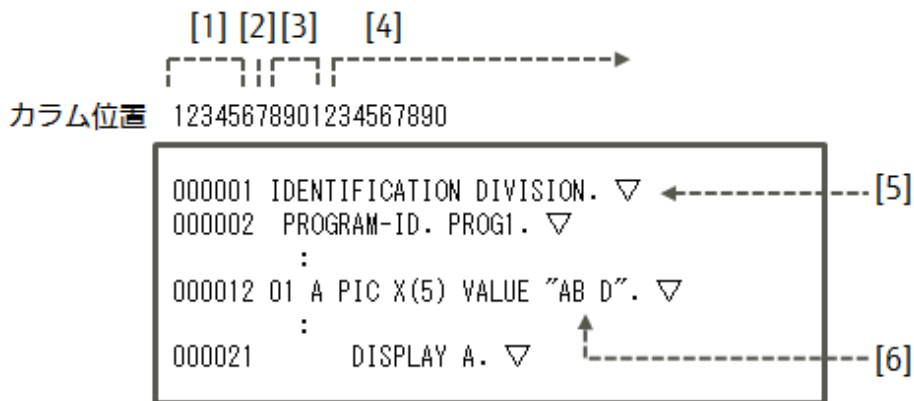 [1] [2][3] [4]
カラム位置 12345678901234567890
000001 IDENTIFICATION DIVISION. ▽ [5]
000002  PROGRAM-ID. PROG1. ▽
:
000012 01 A PIC X(5) VALUE "AB D". ▽
:
000021      DISPLAY A. ▽
[6]